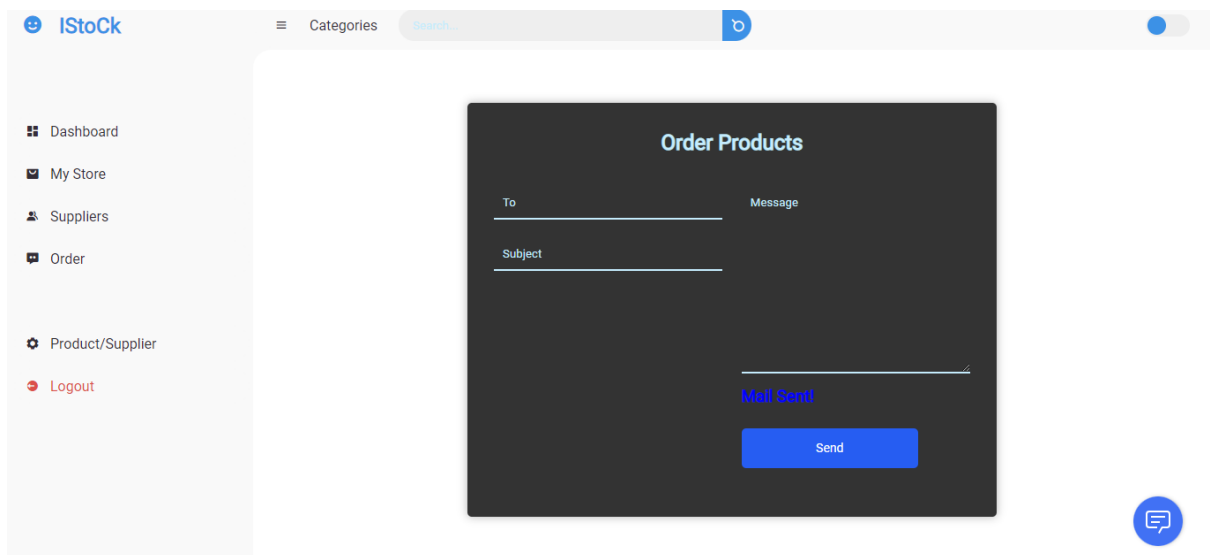 IStoCk
Categories
Search...
Dashboard
My Store
Suppliers
Order
Product/Supplier
Logout
Order Products
To
Message
Subject
Mail Sent!
Send